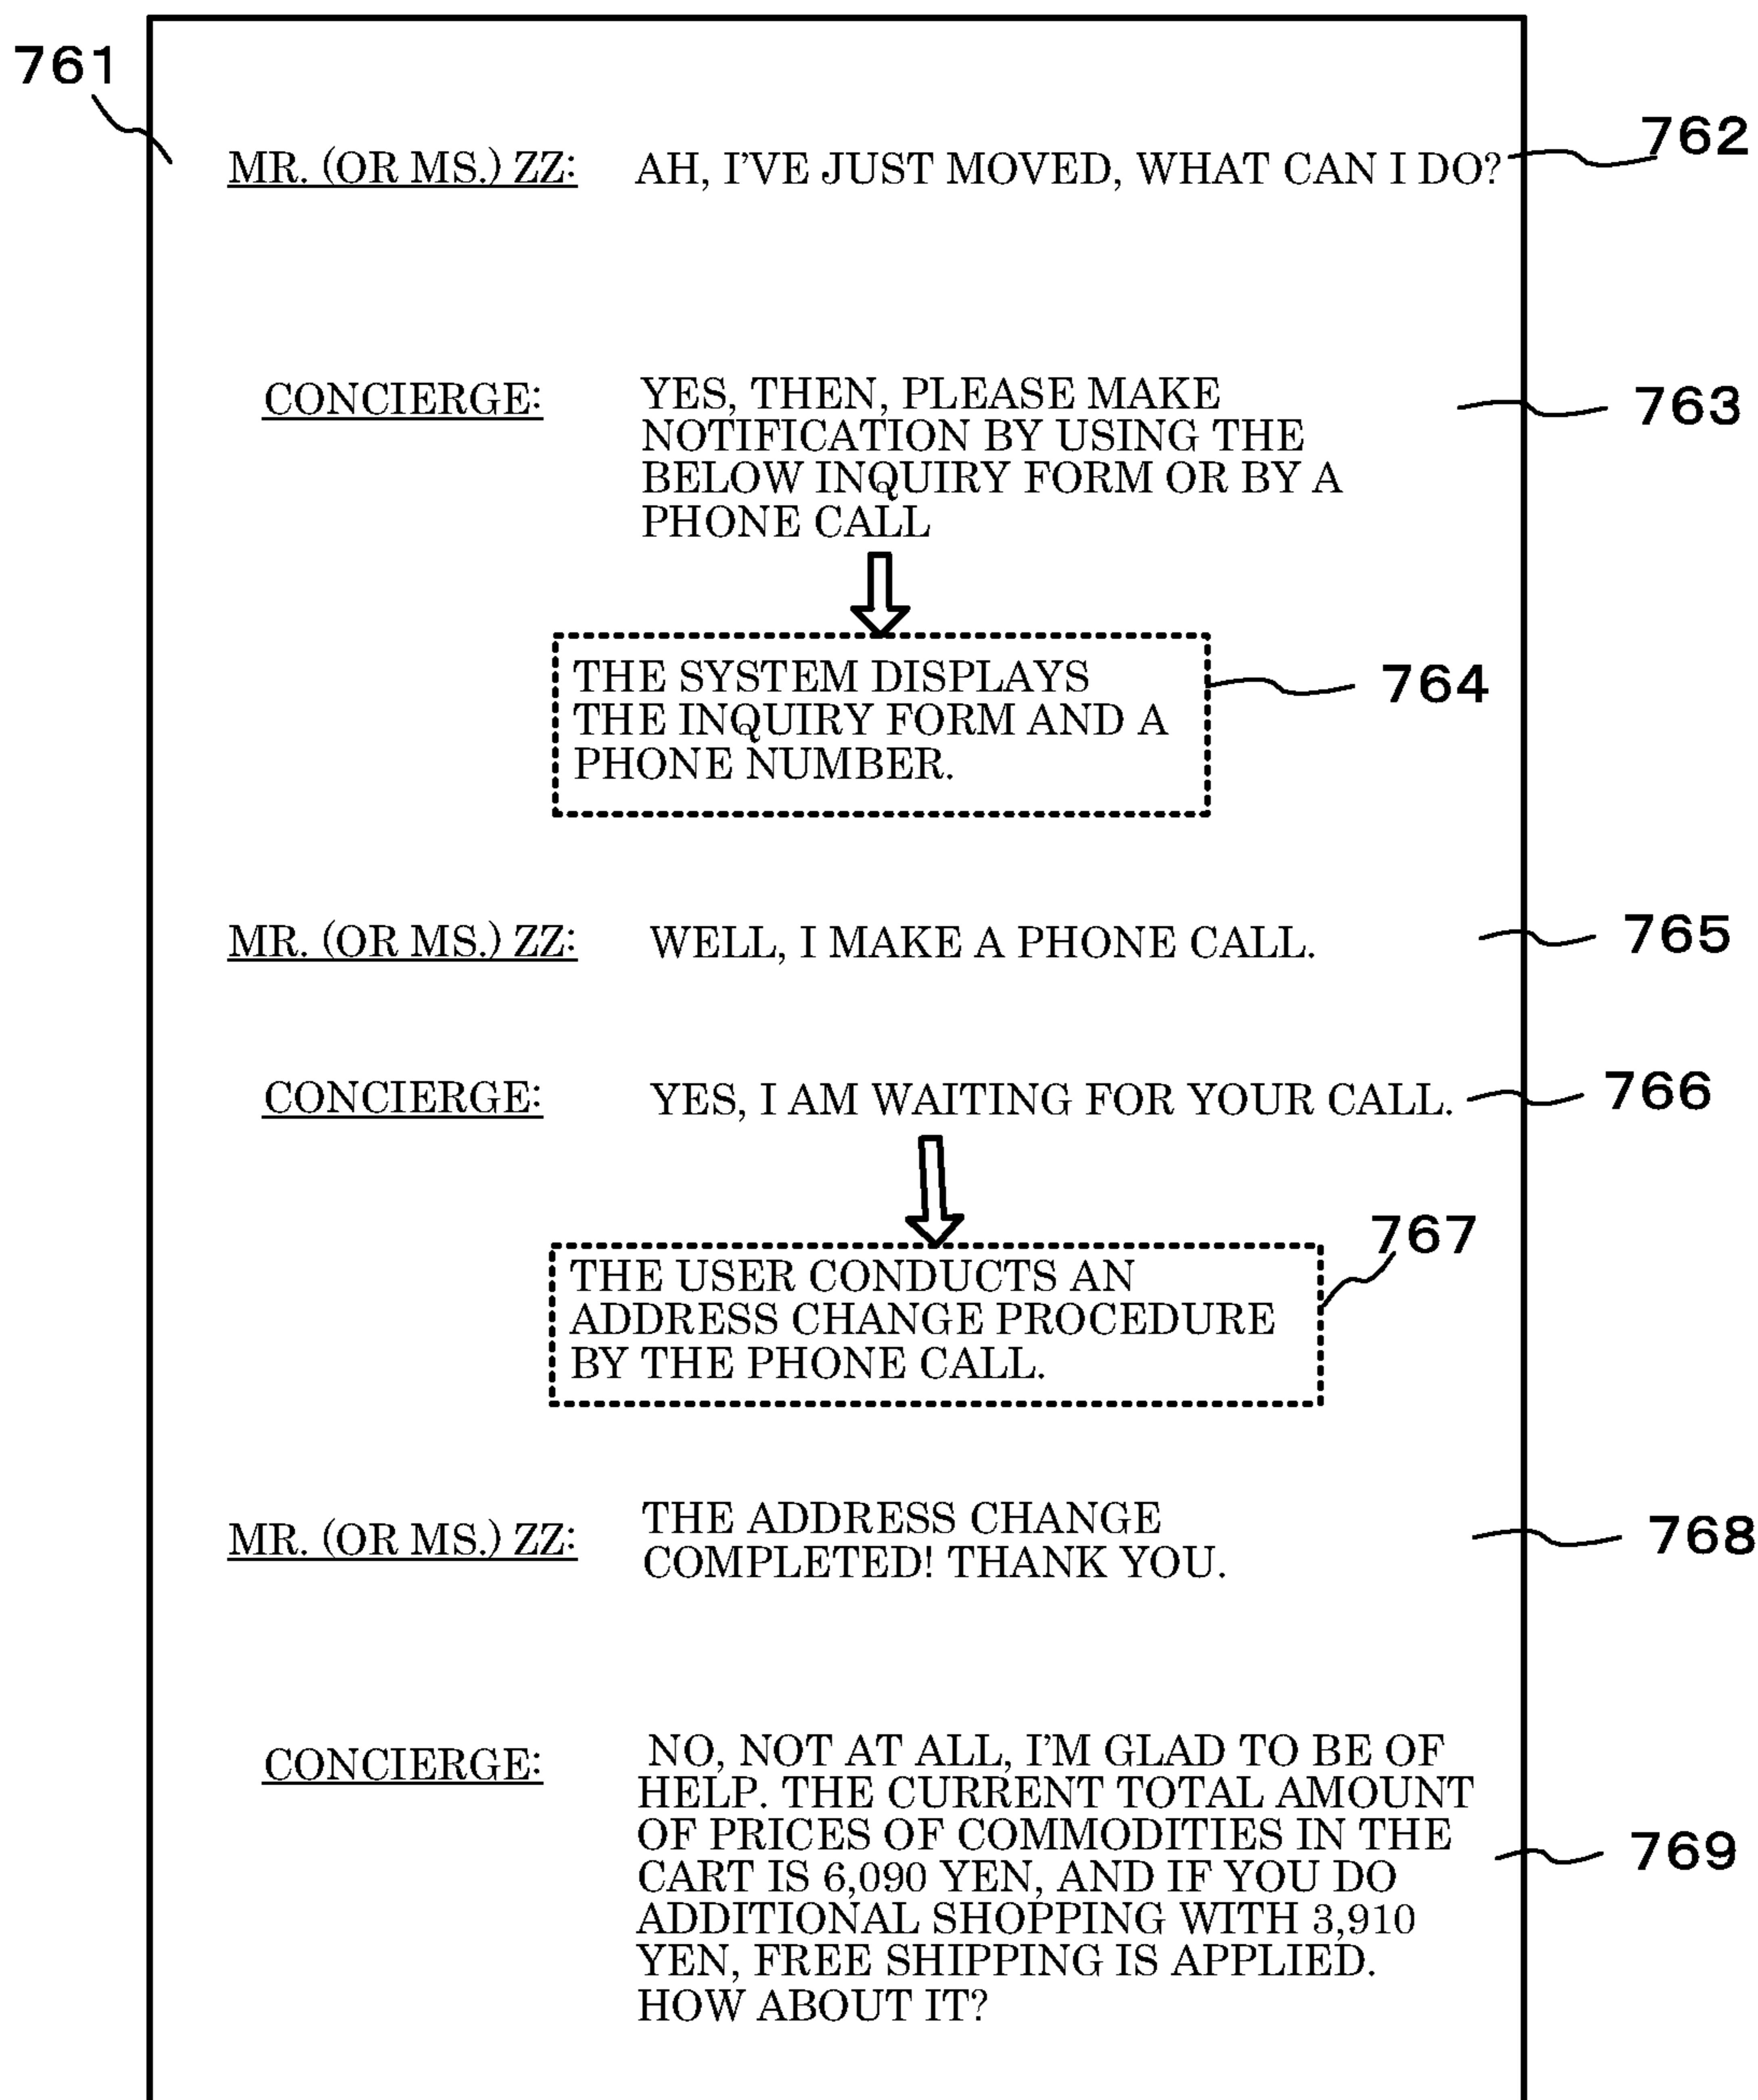 761
762
MR. (OR MS.) ZZ: AH, I'VE JUST MOVED, WHAT CAN I DO?
CONCIERGE: YES, THEN, PLEASE MAKE
NOTIFICATION BY USING THE
BELOW INQUIRY FORM OR BY A
PHONE CALL
763
THE SYSTEM DISPLAYS
THE INQUIRY FORM AND A
PHONE NUMBER.
764
MR. (OR MS.) ZZ: WELL, I MAKE A PHONE CALL.
765
CONCIERGE: YES, I AM WAITING FOR YOUR CALL.
766
767
THE USER CONDUCTS AN
ADDRESS CHANGE PROCEDURE
BY THE PHONE CALL.
MR. (OR MS.) ZZ: THE ADDRESS CHANGE
COMPLETED! THANK YOU.
768
CONCIERGE: NO, NOT AT ALL, I'M GLAD TO BE OF
HELP. THE CURRENT TOTAL AMOUNT
OF PRICES OF COMMODITIES IN THE
CART IS 6,090 YEN, AND IF YOU DO
ADDITIONAL SHOPPING WITH 3,910
YEN, FREE SHIPPING IS APPLIED.
HOW ABOUT IT?
769